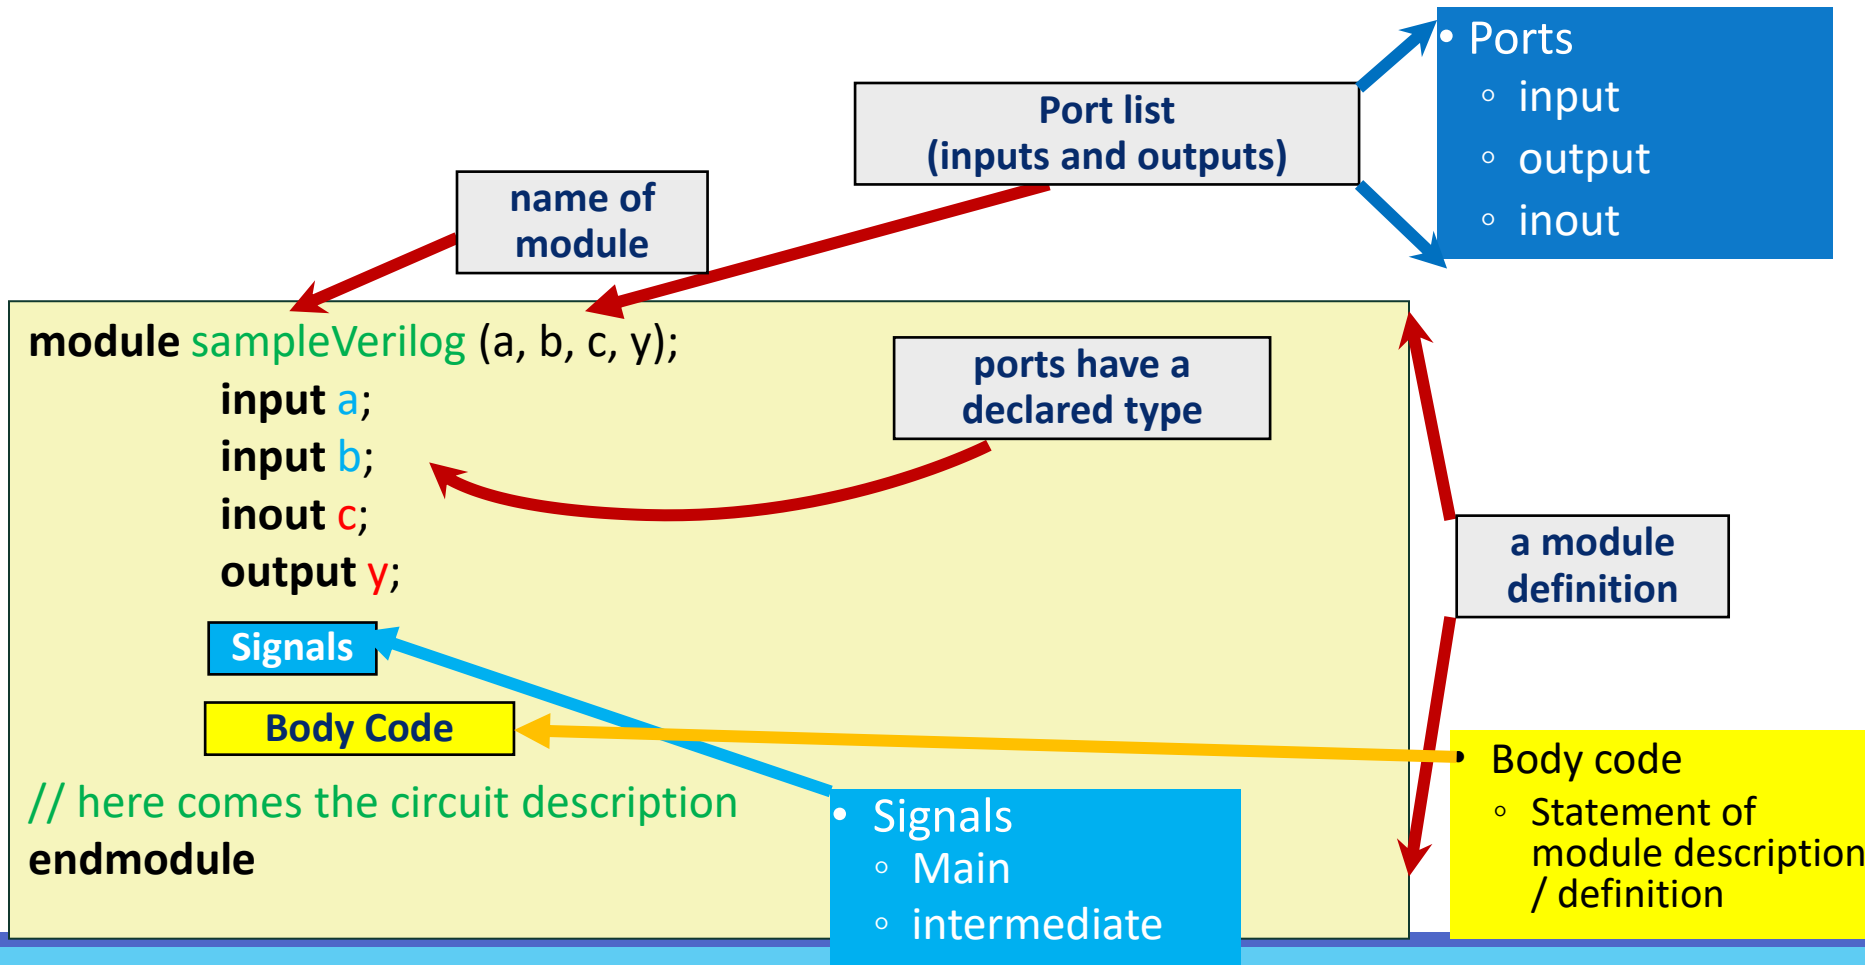 • Ports
◦ input
◦ output
◦ inout
Port list
(inputs and outputs)
name of
module
module sampleVerilog (a, b, c, y);
input a;
input b;
inout c;
output y;
ports have a
declared type
a module
definition
Signals
Body Code
// here comes the circuit description
endmodule
• Signals
◦ Main
◦ intermediate
• Body code
◦ Statement of
module description
/ definition